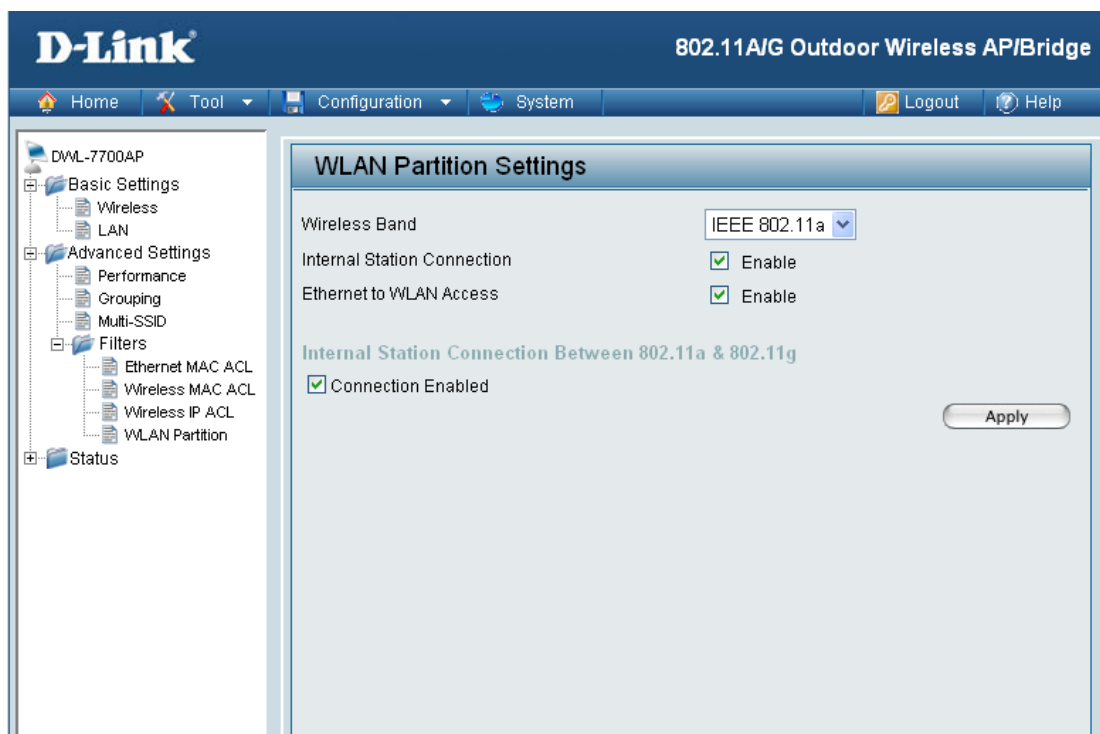 D-Link
802.11A/G Outdoor Wireless AP/Bridge
Home Tool Configuration System Logout Help
DWL-7700AP
Basic Settings
Wireless
LAN
Advanced Settings
Performance
Grouping
Multi-SSID
Filters
Ethernet MAC ACL
Wireless MAC ACL
Wireless IP ACL
WLAN Partition
Status
WLAN Partition Settings
Wireless Band IEEE 802.11a
Internal Station Connection Enable
Ethernet to WLAN Access Enable
Internal Station Connection Between 802.11a & 802.11g
Connection Enabled
Apply